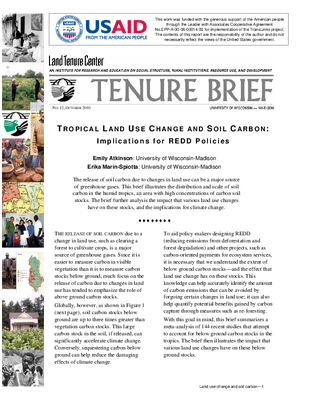 This work was funded with the generous support of the American people
through the Leader with Associates Cooperative Agreement
No.EPP-A-00-06-00014-00 for implementation of the TransLinks project.
The contents of this report are the responsibility of the author and do not
necessarily reflect the views of the United States government.
USAID
FROM THE AMERICAN PEOPLE
Land Tenure Center
AN INSTITUTE FOR RESEARCH AND EDUCATION ON SOCIAL STRUCTURE, RURAL INSTITUTIONS, RESOURCE USE, AND DEVELOPMENT
TENURE BRIEF
UNIVERSITY OF WISCONSIN — MADISON
TROPICAL LAND USE CHANGE AND SOIL CARBON:
Implications for REDD Policies
Emily Atkinson: University of Wisconsin-Madison
Erika Marin-Spiotta: University of Wisconsin-Madison
The release of soil carbon due to changes in land use can be a major source
of greenhouse gases. This brief illustrates the distribution and scale of soil
carbon in the humid tropics, an area with high concentrations of carbon soil
stocks. The brief further analysis the impact that various land use changes
have on these stocks, and the implications for climate change.
THE RELEASE OF SOIL CARBON due to a
change in land use, such as clearing a
forest to cultivate crops, is a major
source of greenhouse gases. Since it is
easier to measure carbon in visible
vegetation than it is to measure carbon
stocks below ground, much focus on the
release of carbon due to changes in land
use has tended to emphasize the role of
above ground carbon stocks.
Globally, however, as shown in Figure 1
(next page), soil carbon stocks below
ground are up to three times greater than
vegetation carbon stocks. This large
carbon stock in the soil, if released, can
significantly accelerate climate change.
Conversely, sequestering carbon below
ground can help reduce the damaging
effects of climate change.
To aid policy-makers designing REDD
(reducing emissions from deforestation and
forest degradation) and other projects, such as
carbon-oriented payments for ecosystem services, it
is necessary that we understand the extent of
below ground carbon stocks—and the effect that
land use change has on these stocks. This
knowledge can help accurately identify the amount
of carbon emissions that can be avoided by
forgoing certain changes in land use; it can also
help quantify potential benefits gained by carbon
capture through measures such as re-foresting.
With this goal in mind, this brief summarizes a
meta-analysis of 144 recent studies that attempt
to account for below ground carbon stocks in the
tropics. The brief then illustrates the impact that
various land use changes have on these below
ground stocks.
Land use change and soil carbon—1